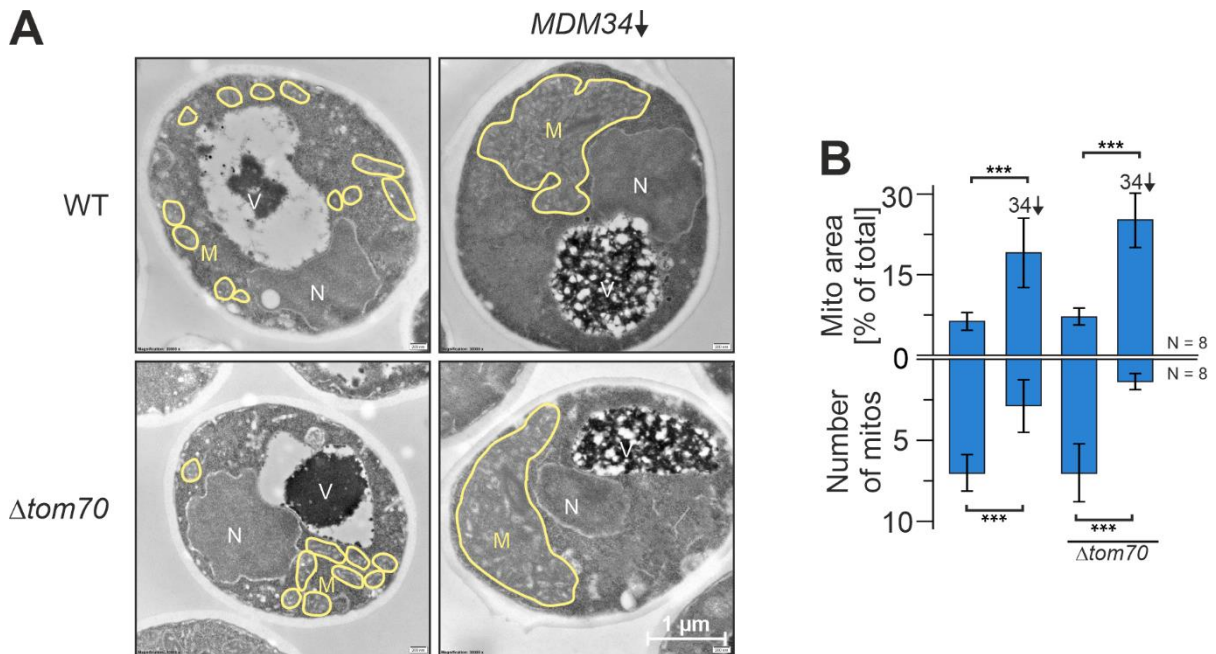 A
MDM34↓
WT
V
M
N
M
N
V
Δtom70
N
V
M
V
N
M
1 µm
B
***
***
34↓
34↓
30
15
0
Mito area
[% of total]
N = 8
N = 8
Number
of mitos
5
10
***
***
Δtom70